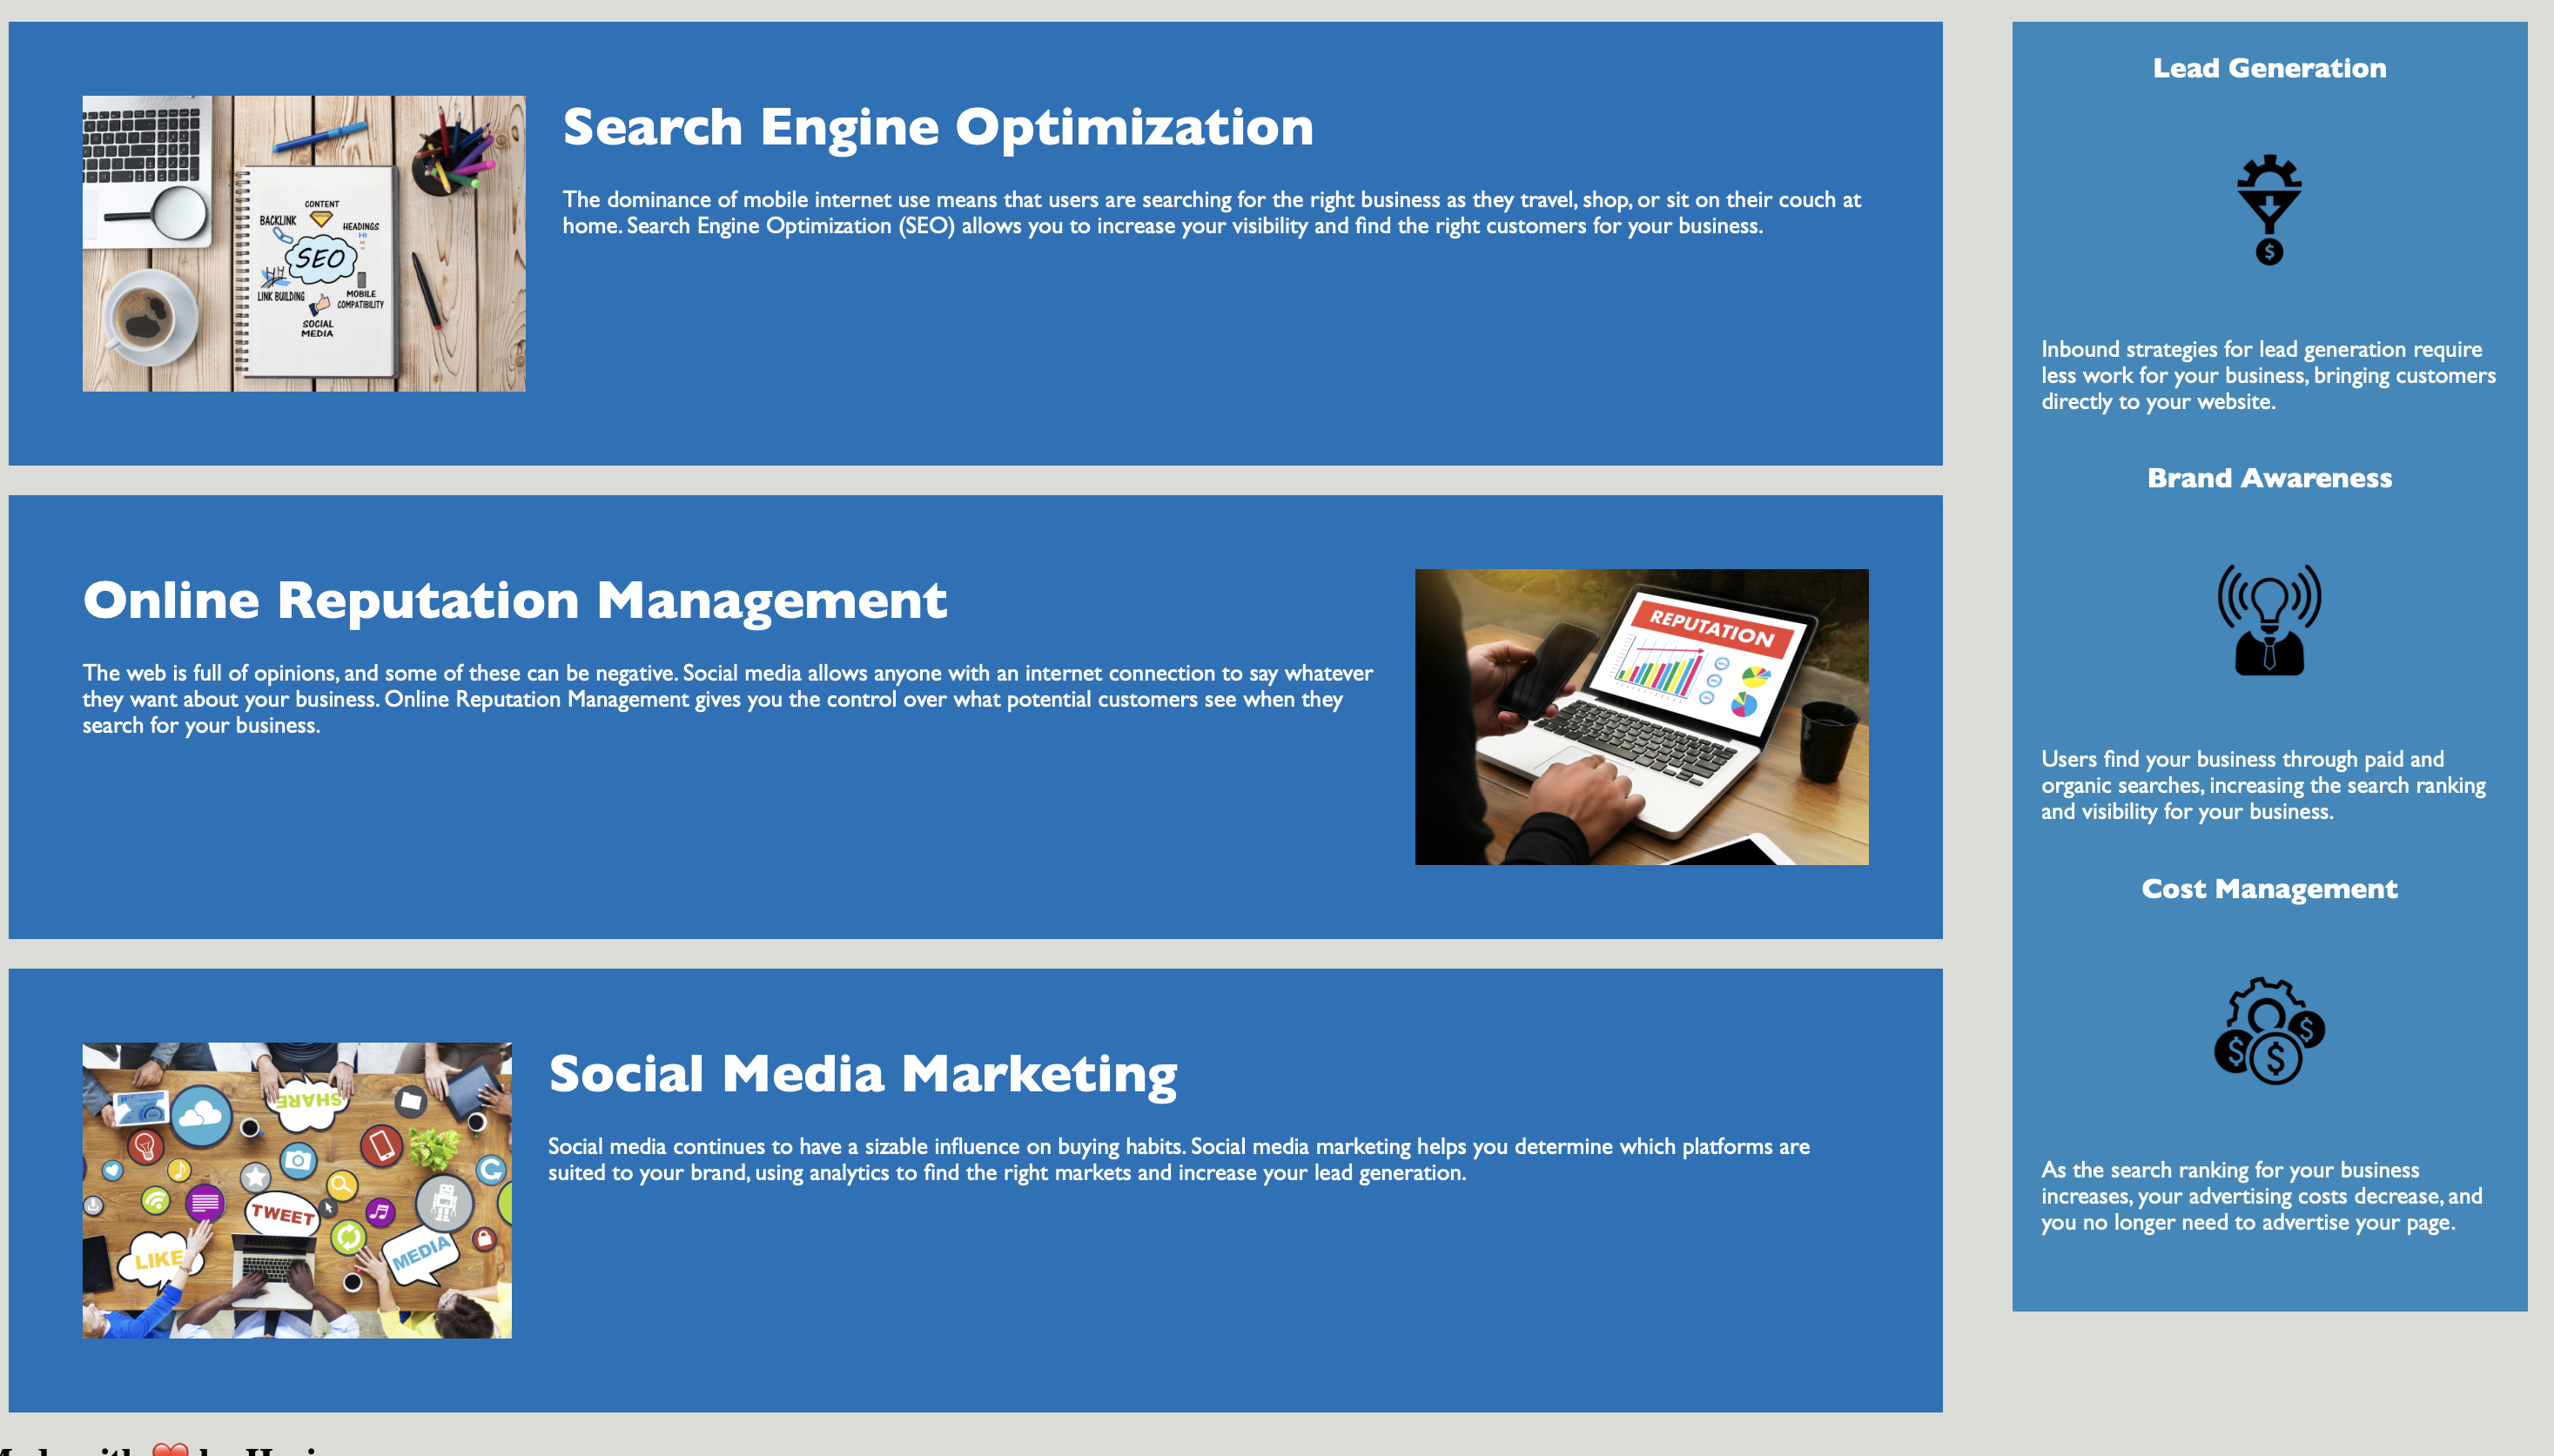 Search Engine Optimization
The dominance of mobile internet use means that users are searching for the right business as they travel, shop, or sit on their couch at
home. Search Engine Optimization (SEO) allows you to increase your visibility and find the right customers for your business.
CONTENT
BACKLINK
HEADINGS
SEO
LINK BUILDING
MOBILE
COMPATIBILITY
SOCIAL
MEDIA
Online Reputation Management
The web is full of opinions, and some of these can be negative. Social media allows anyone with an internet connection to say whatever
they want about your business. Online Reputation Management gives you the control over what potential customers see when they
search for your business.
REPUTATION
Social Media Marketing
Social media continues to have a sizable influence on buying habits. Social media marketing helps you determine which platforms are
suited to your brand, using analytics to find the right markets and increase your lead generation.
SHARE
TWEET
LIKE
MEDIA
Lead Generation
$
Inbound strategies for lead generation require
less work for your business, bringing customers
directly to your website.
Brand Awareness
Users find your business through paid and
organic searches, increasing the search ranking
and visibility for your business.
Cost Management
$
$
$
As the search ranking for your business
increases, your advertising costs decrease, and
you no longer need to advertise your page.
❤️ by